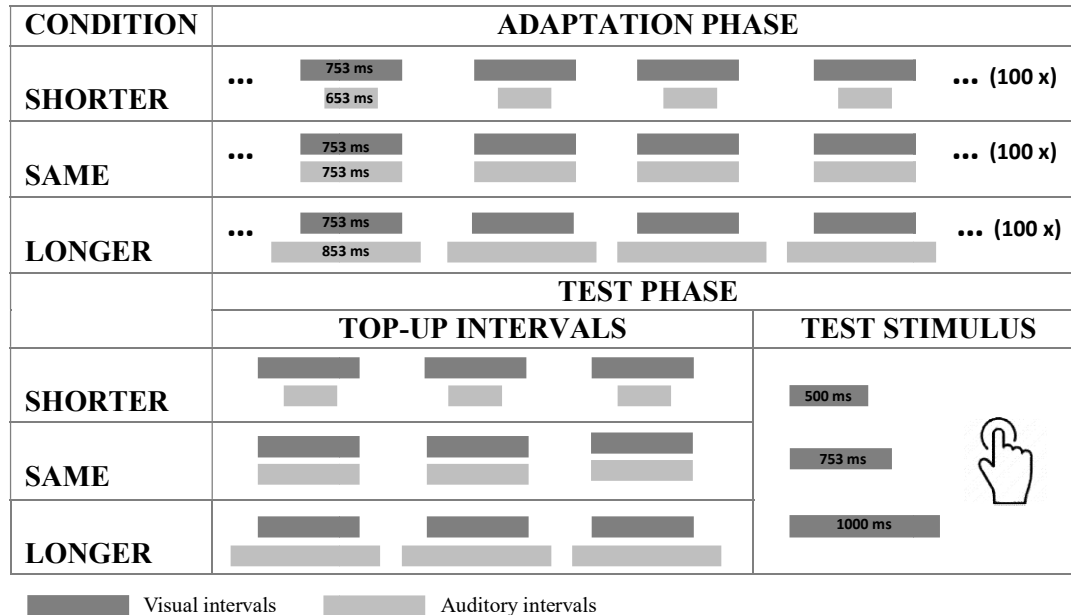 CONDITION ADAPTATION PHASE
SHORTER ... 753 ms ... (100 x)
653 ms
SAME ... 753 ms ... (100 x)
753 ms
LONGER ... 753 ms ... (100 x)
853 ms
TEST PHASE
TOP-UP INTERVALS TEST STIMULUS
SHORTER 500 ms
SAME 753 ms
LONGER 1000 ms
Visual intervals Auditory intervals